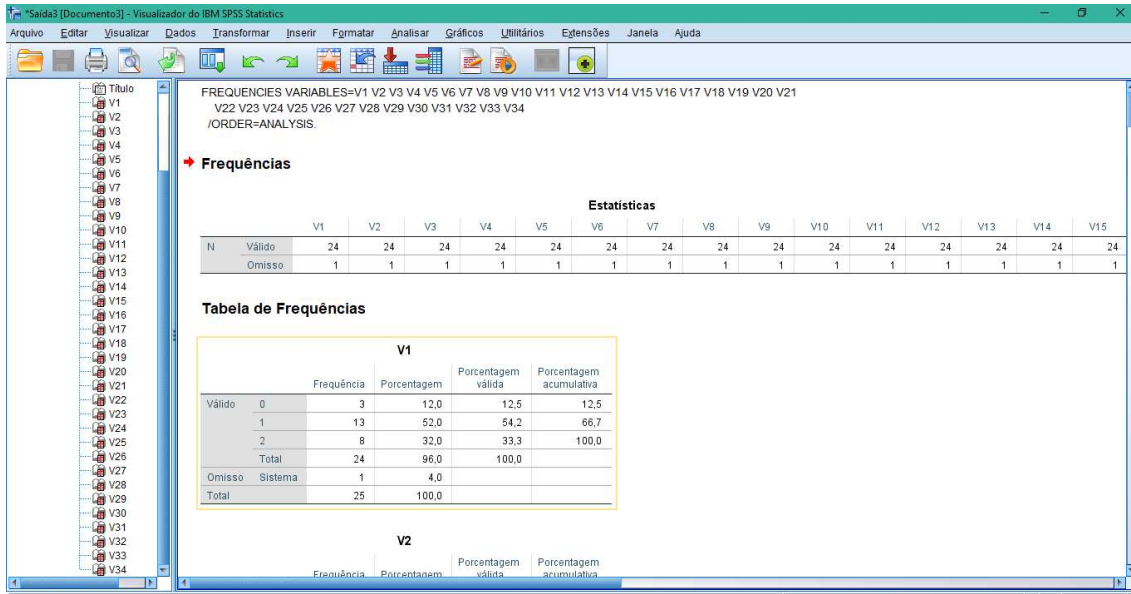 *Saída3 [Documento3] - Visualizador do IBM SPSS Statistics
Arquivo Editar Visualizar Dados Transformar Inserir Formatar Analisar Gráficos Utilitários Extensões Janela Ajuda
Título
V1
V2
V3
V4
V5
V6
V7
V8
V9
V10
V11
V12
V13
V14
V15
V16
V17
V18
V19
V20
V21
V22
V23
V24
V25
V26
V27
V28
V29
V30
V31
V32
V33
V34
FREQUENCIES VARIABLES=V1 V2 V3 V4 V5 V6 V7 V8 V9 V10 V11 V12 V13 V14 V15 V16 V17 V18 V19 V20 V21
V22 V23 V24 V25 V26 V27 V28 V29 V30 V31 V32 V33 V34
/ORDER=ANALYSIS.
Frequências
Estatísticas
V1 V2 V3 V4 V5 V6 V7 V8 V9 V10 V11 V12 V13 V14 V15
N Válido 24 24 24 24 24 24 24 24 24 24 24 24 24 24 24
Omisso 1 1 1 1 1 1 1 1 1 1 1 1 1 1 1
Tabela de Frequências
V1
Frequência Porcentagem Porcentagem válida Porcentagem acumulativa
Válido 0 3 12,0 12,5 12,5
1 13 52,0 54,2 66,7
2 8 32,0 33,3 100,0
Total 24 96,0 100,0
Omisso Sistema 1 4,0
Total 25 100,0
V2
Frequência Porcentagem Porcentagem válida Porcentagem acumulativa